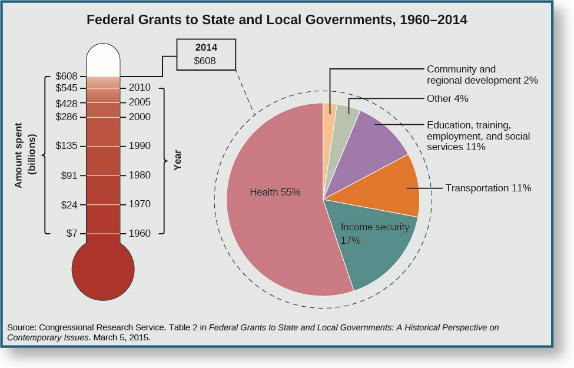 Federal Grants to State and Local Governments, 1960–2014
2014
$608
$608
$545
$428
$286
$135
$91
$24
$7
2010
2005
2000
1990
1980
1970
1960
Amount spent
(billions)
Year
Community and
regional development 2%
Other 4%
Education, training,
employment, and social
services 11%
Transportation 11%
Health 55%
Income security
17%
Source: Congressional Research Service. Table 2 in Federal Grants to State and Local Governments: A Historical Perspective on
Contemporary Issues. March 5, 2015.